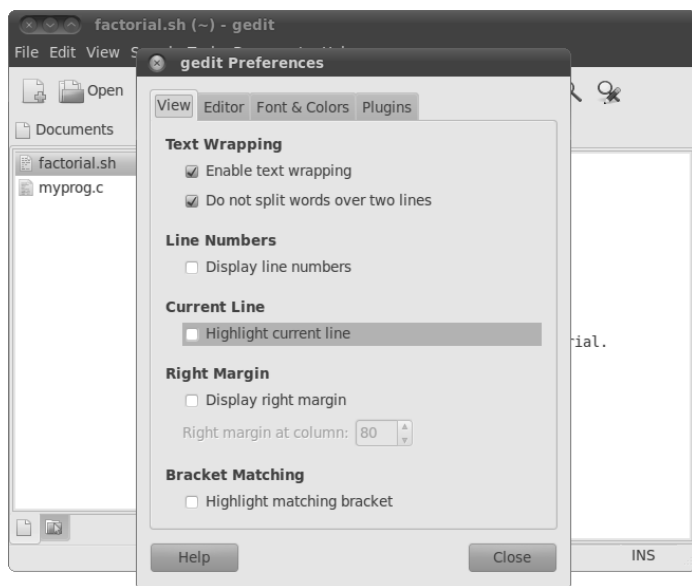 factorial.sh (~) - gedit
File Edit View
gedit Preferences
Open
View Editor Font & Colors Plugins
Documents
Text Wrapping
factorial.sh
Enable text wrapping
myprog.c
Do not split words over two lines
Line Numbers
Display line numbers
Current Line
Highlight current line
rial.
Right Margin
Display right margin
Right margin at column: 80
Bracket Matching
Highlight matching bracket
Help Close
INS